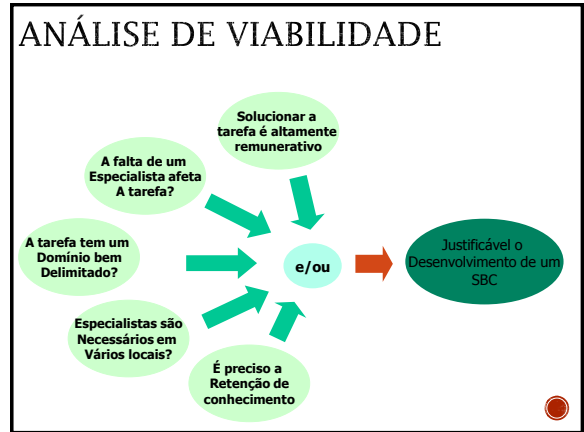 ANÁLISE DE VIABILIDADE
Solucionar a
tarefa é altamente
remunerativo
A falta de um
Especialista afeta
A tarefa?
A tarefa tem um
Domínio bem
Delimitado?
e/ou
Justificável o
Desenvolvimento de um
SBC
Especialistas são
Necessários em
Vários locais?
É preciso a
Retenção de
conhecimento